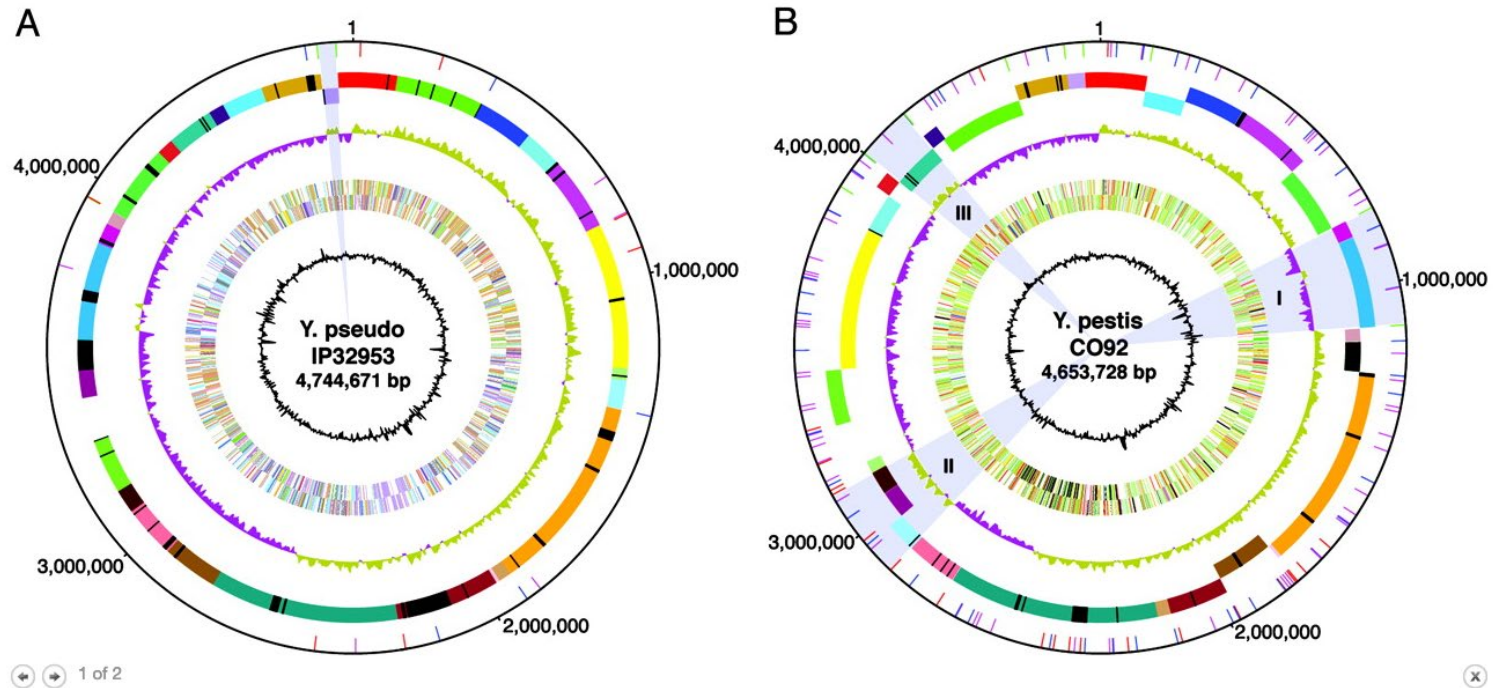 A
1
4,000,000
1,000,000
Y. pseudo
IP32953
4,744,671 bp
3,000,000
2,000,000
B
1
4,000,000
III
I
1,000,000
Y. pestis
CO92
4,653,728 bp
II
3,000,000
2,000,000
1 of 2
X